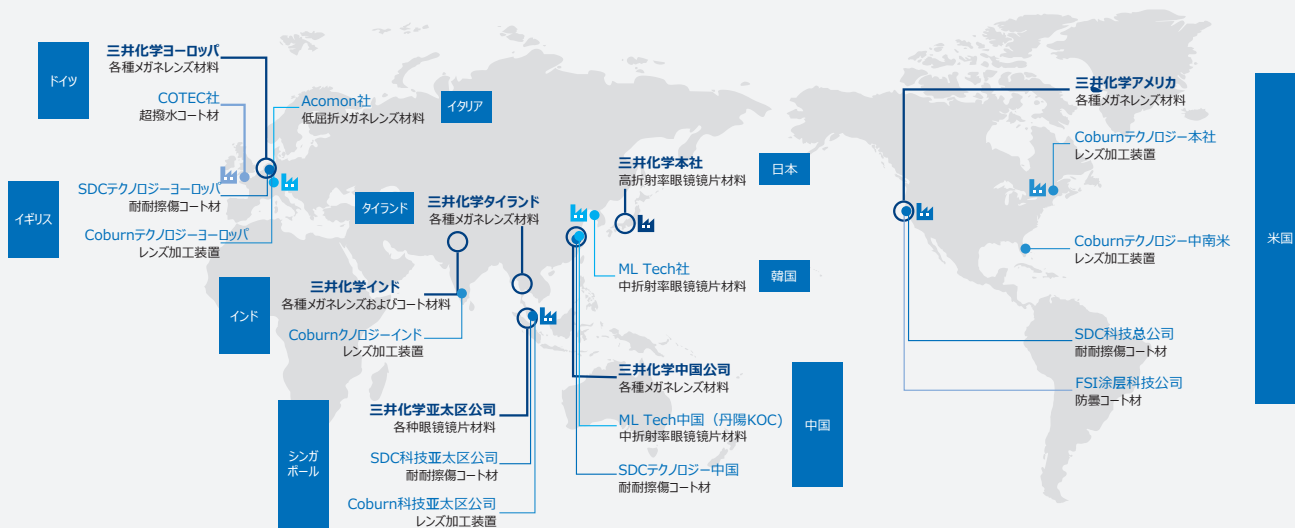 ドイツ
三井化学ヨーロッパ
各種メガネレンズ材料
COTEC社
超撥水コート材
Acomon社
低屈折メガネレンズ材料
イタリア
イギリス
SDCテクノロジーヨーロッパ
耐耐擦傷コート材
Coburnテクノロジーヨーロッパ
レンズ加工装置
タイランド
三井化学タイランド
各種メガネレンズ材料
三井化学本社
高折射率眼镜镜片材料
日本
ML Tech社
中折射率眼镜镜片材料
韓国
インド
三井化学インド
各種メガネレンズおよびコート材料
Coburnクノロジーインド
レンズ加工装置
シンガ
ポール
三井化学亚太区公司
各种眼镜镜片材料
SDC科技亚太区公司
耐耐擦傷コート材
Coburn科技亚太区公司
レンズ加工装置
三井化学中国公司
各種メガネレンズ材料
ML Tech中国（丹陽KOC)
中折射率眼镜镜片材料
SDCテクノロジー中国
耐耐擦傷コート材
中国
三井化学アメリカ
各種メガネレンズ材料
Coburnテクノロジー本社
レンズ加工装置
Coburnテクノロジー中南米
レンズ加工装置
SDC科技总公司
耐耐擦傷コート材
FSI涂层科技公司
防曇コート材
米国